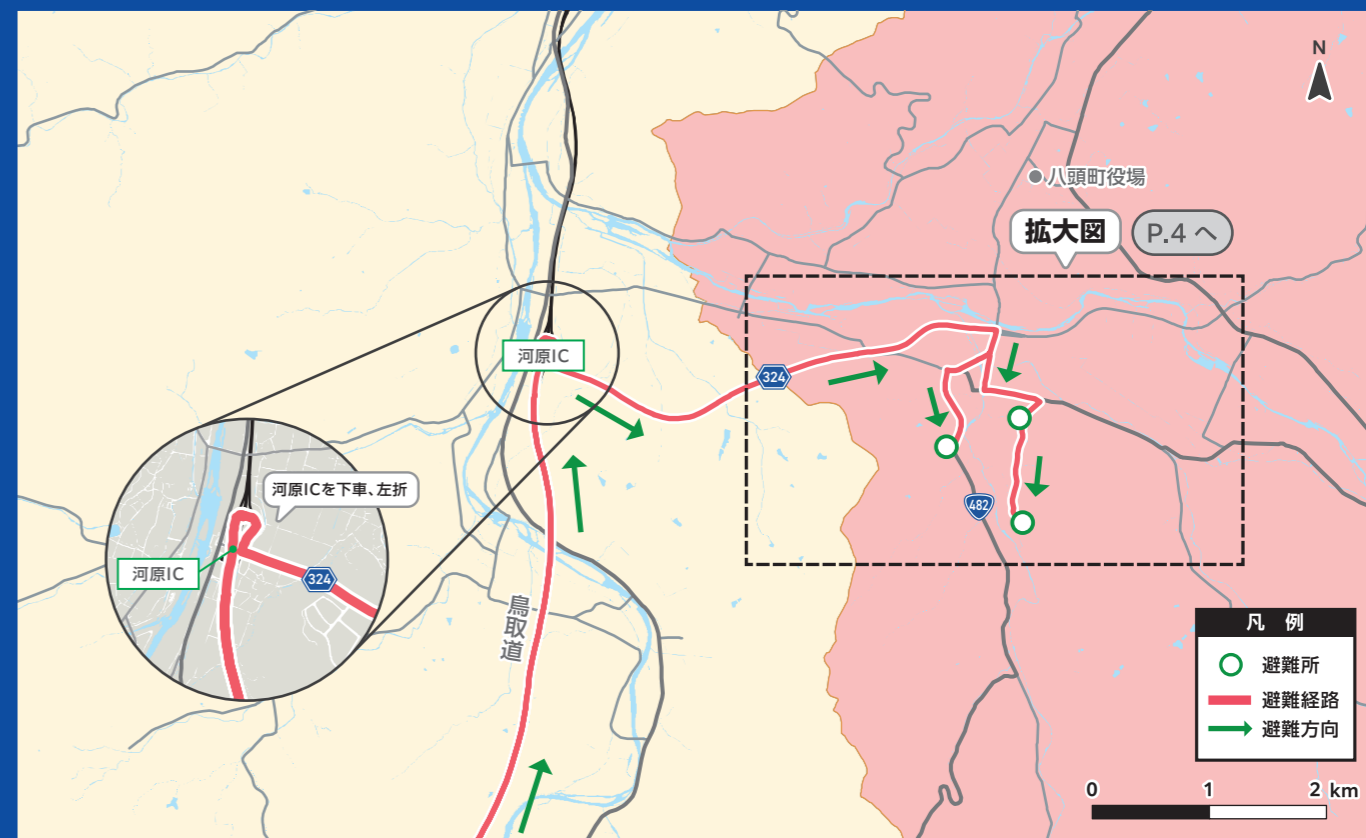 N
八頭町役場
拡大図
P.4 へ
河原IC
324
河原ICを下車、左折
河原IC
324
482
鳥取道
凡 例
避難所
避難経路
避難方向
0 1 2 km